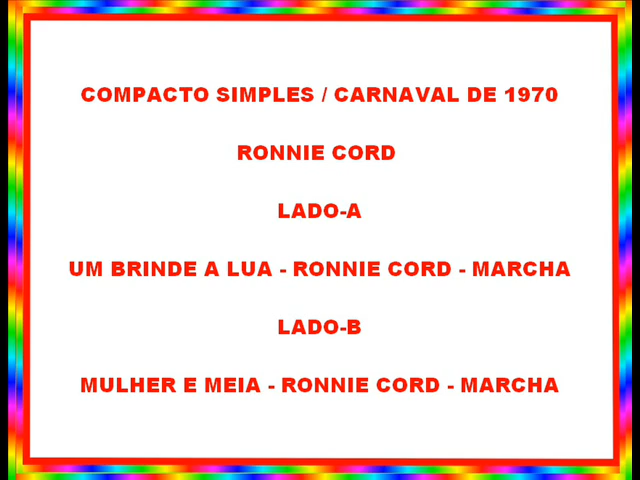 COMPACTO SIMPLES / CARNAVAL DE 1970
RONNIE CORD
LADO-A
UM BRINDE A LUA - RONNIE CORD - MARCHA
LADO-B
MULHER E MEIA - RONNIE CORD - MARCHA